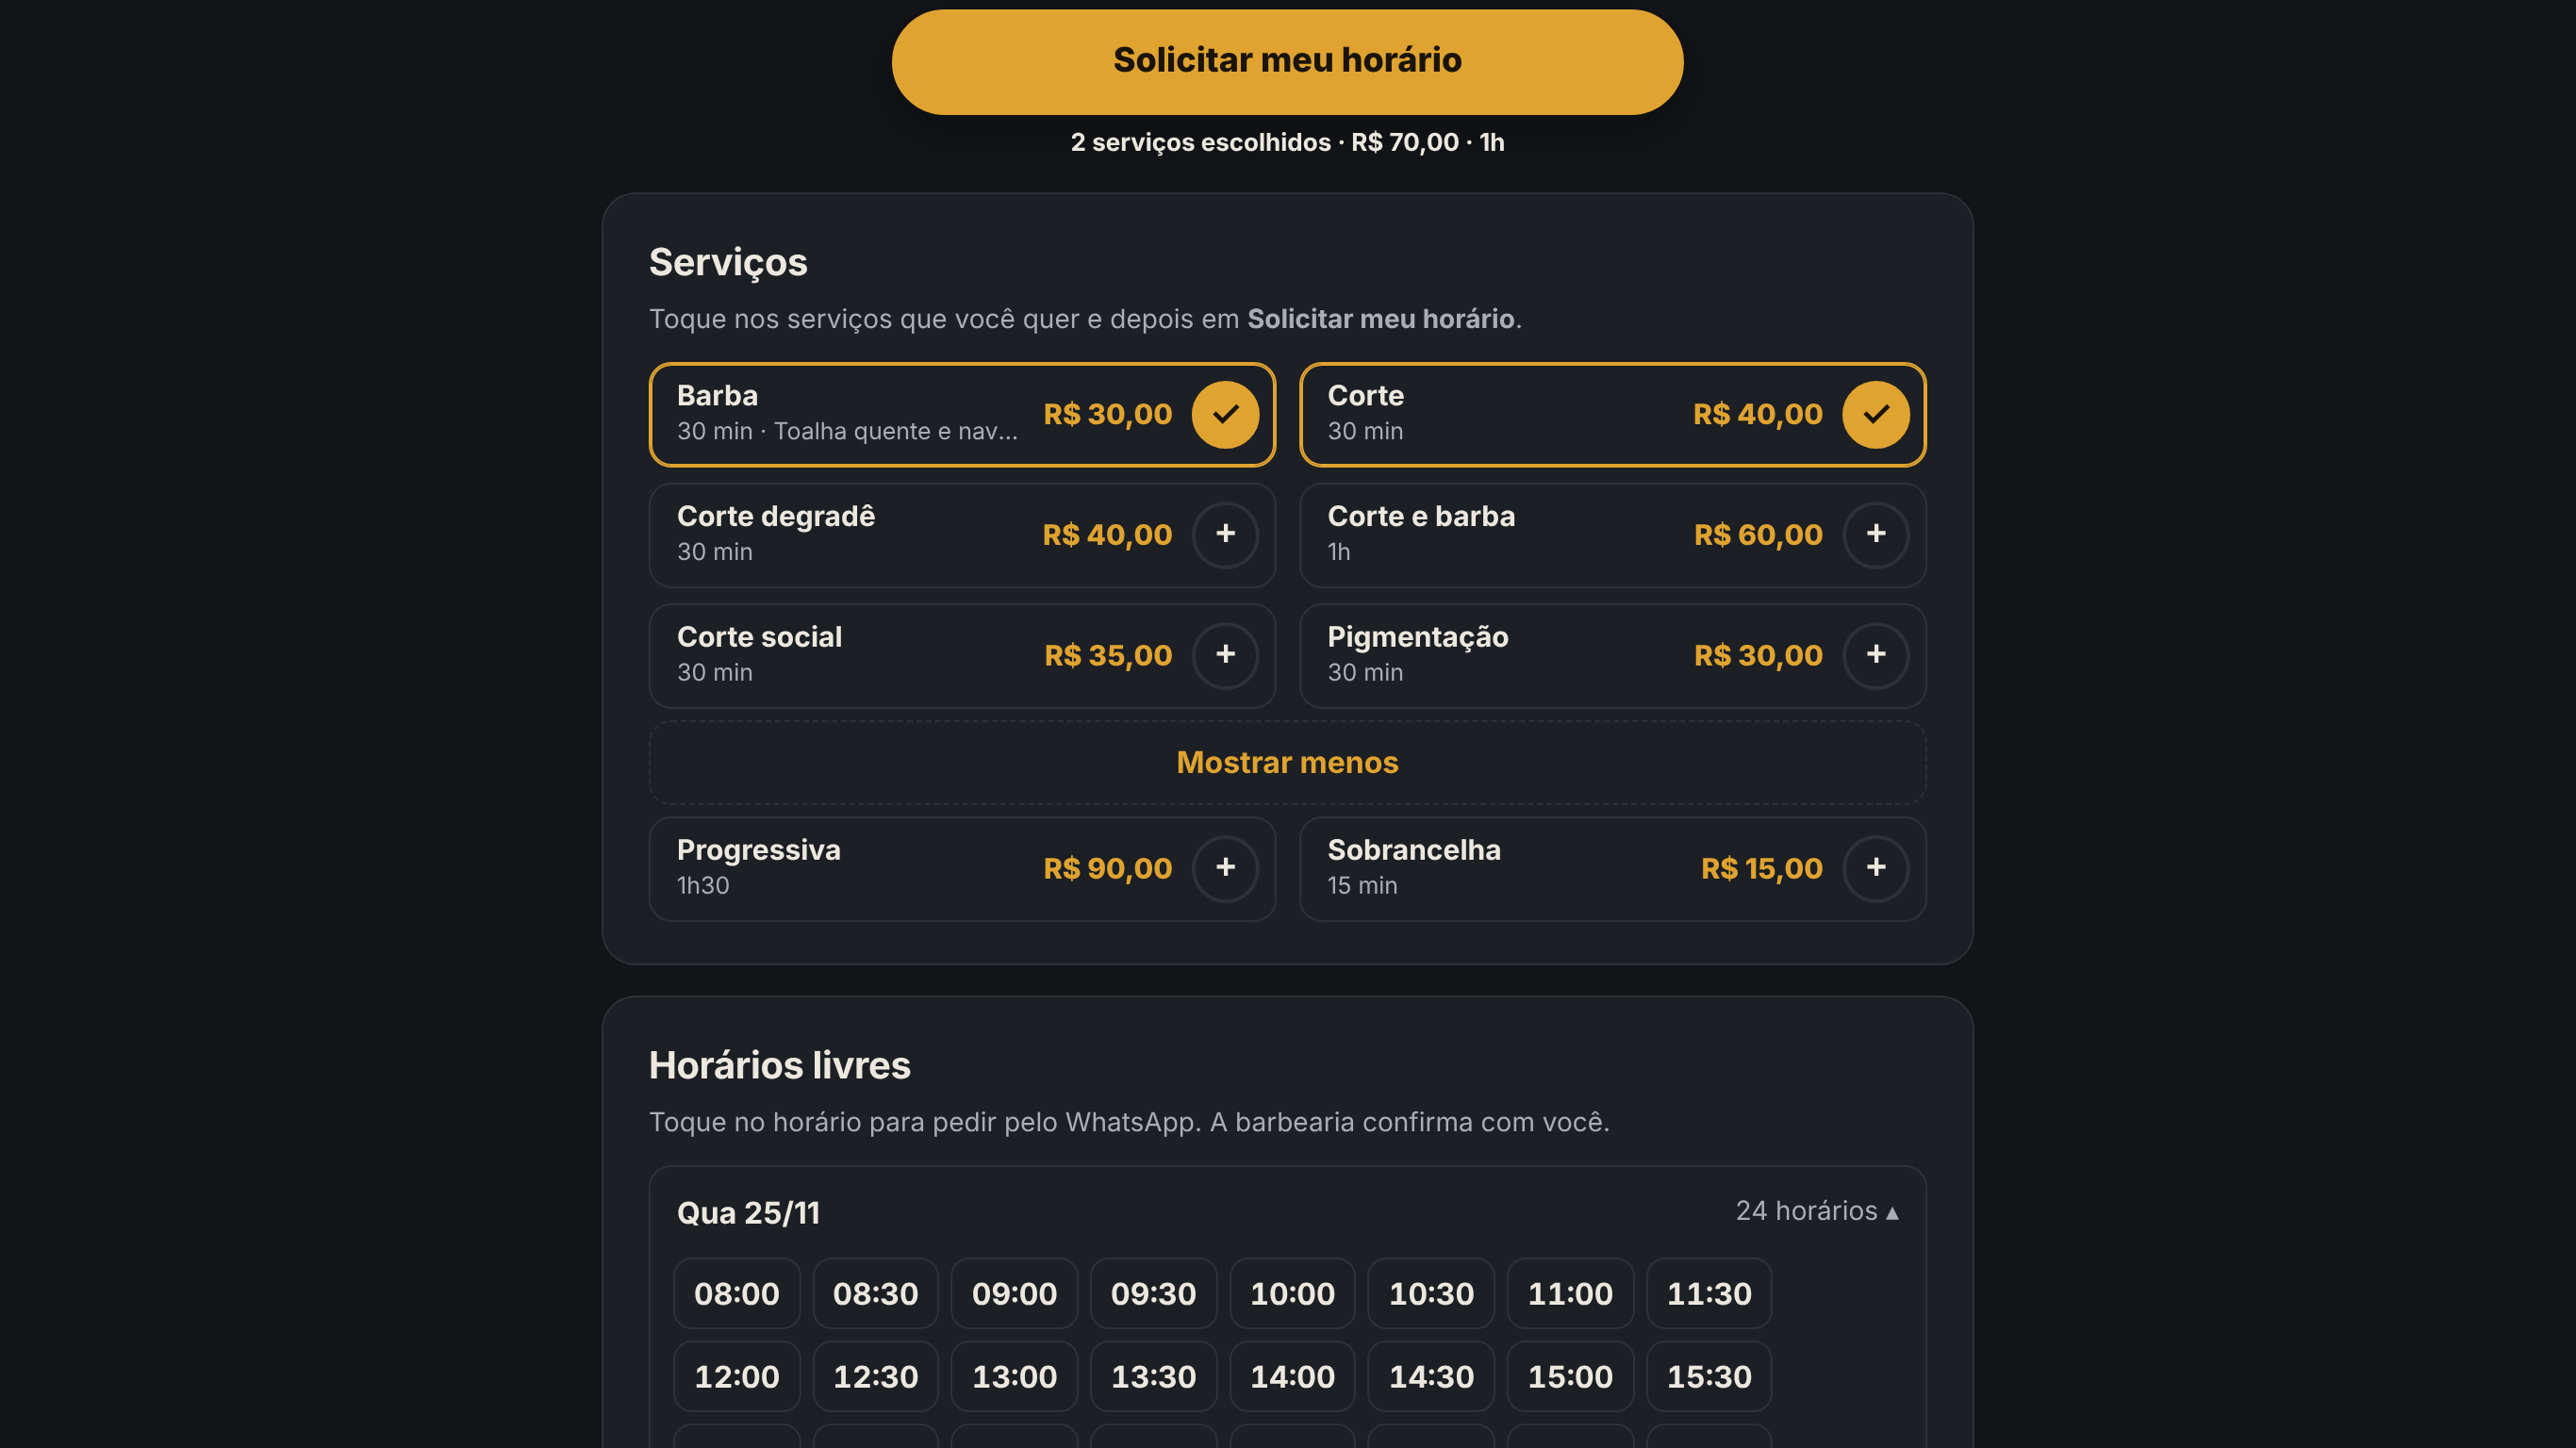 Solicitar meu horário
2 serviços escolhidos · R$ 70,00 · 1h
Serviços
Toque nos serviços que você quer e depois em Solicitar meu horário.
Barba
30 min · Toalha quente e nav...
R$ 30,00
Corte
30 min
R$ 40,00
Corte degradê
30 min
R$ 40,00
+
Corte e barba
1h
R$ 60,00
+
Corte social
30 min
R$ 35,00
+
Pigmentação
30 min
R$ 30,00
+
Mostrar menos
Progressiva
1h30
R$ 90,00
+
Sobrancelha
15 min
R$ 15,00
+
Horários livres
Toque no horário para pedir pelo WhatsApp. A barbearia confirma com você.
Qua 25/11
24 horários ▴
08:00 08:30 09:00 09:30 10:00 10:30 11:00 11:30
12:00 12:30 13:00 13:30 14:00 14:30 15:00 15:30